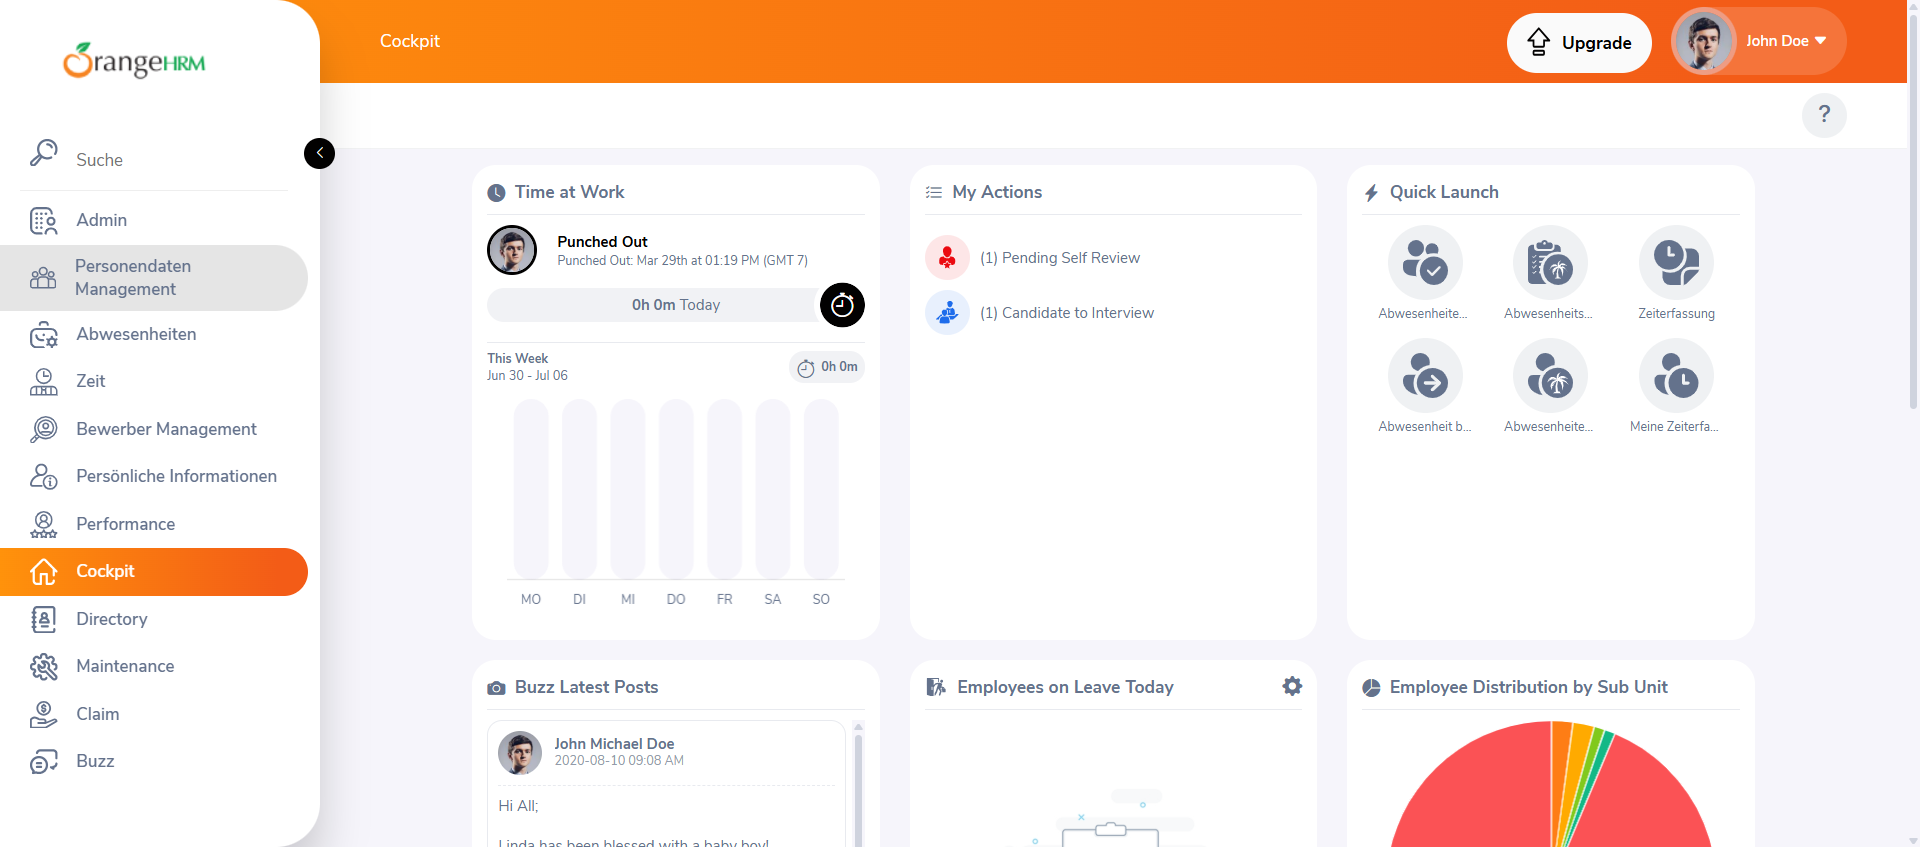 OrangeHRM
Suche
Admin
Personendaten
Management
Abwesenheiten
Zeit
Bewerber Management
Persönliche Informationen
Performance
Cockpit
Directory
Maintenance
Claim
Buzz
Cockpit
Upgrade
John Doe
?
Time at Work
Punched Out
Punched Out: Mar 29th at 01:19 PM (GMT 7)
0h 0m Today
This Week
Jun 30 - Jul 06
0h 0m
MO DI MI DO FR SA SO
My Actions
(1) Pending Self Review
(1) Candidate to Interview
Quick Launch
Abwesenheite... Abwesenheits... Zeiterfassung
Abwesenheit b... Abwesenheite... Meine Zeiterfa...
Buzz Latest Posts
John Michael Doe
2020-08-10 09:08 AM
Hi All;
Linda has been blessed with a baby boy!
Employees on Leave Today
Employee Distribution by Sub Unit